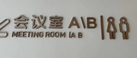 会议室 A\B
MEETING ROOM |A B